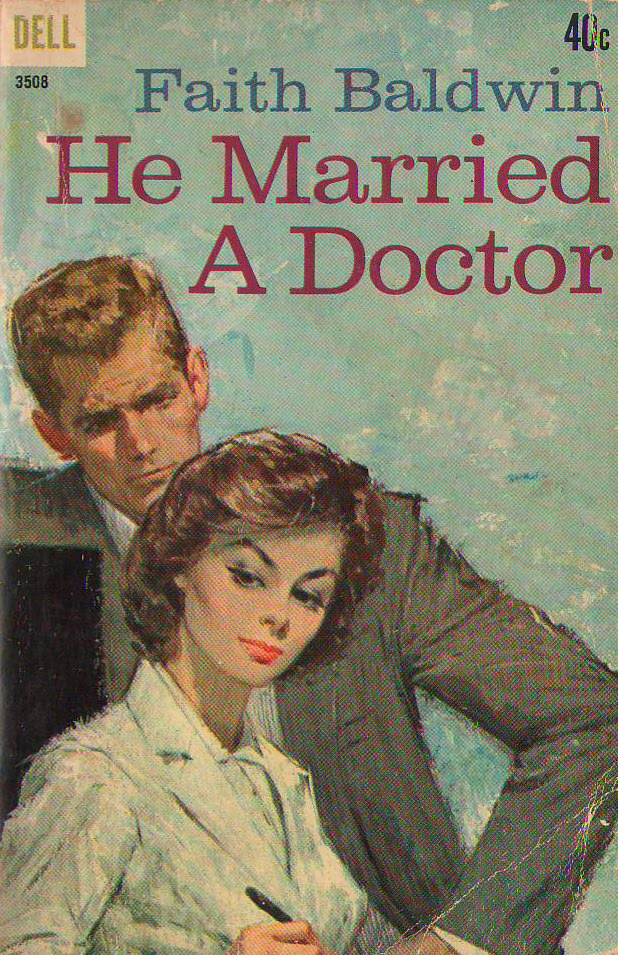 DELL
40c
3508
Faith Baldwin
He Married
A Doctor